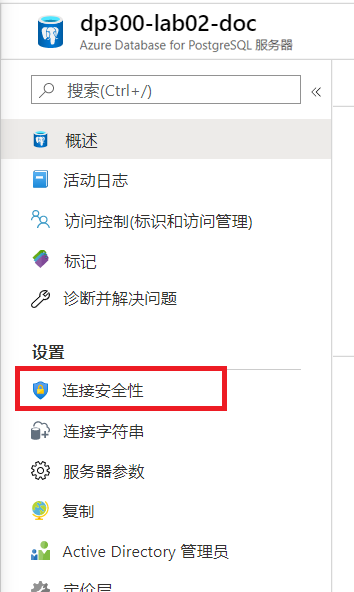 dp300-lab02-doc
Azure Database for PostgreSQL 服务器
搜索(Ctrl+/)
«
概述
活动日志
访问控制(标识和访问管理)
标记
诊断并解决问题
设置
连接安全性
连接字符串
服务器参数
复制
Active Directory 管理员
定价层